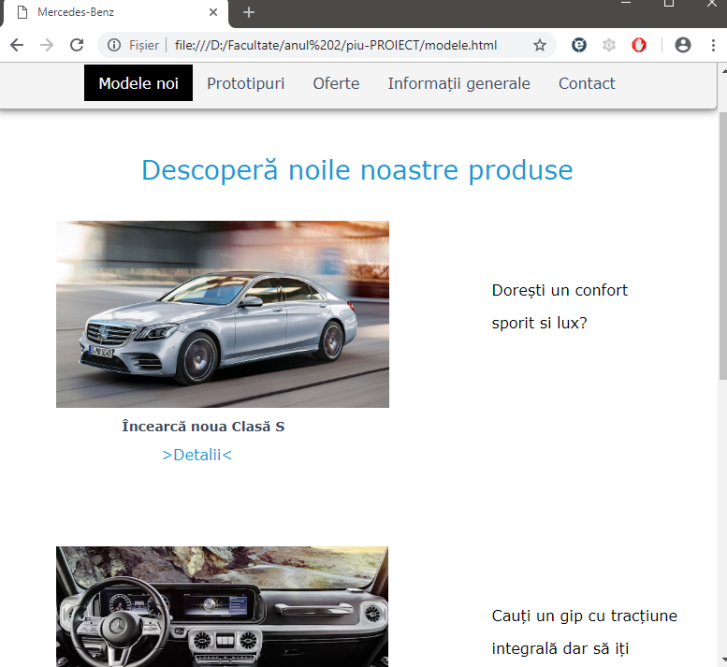 Mercedes-Benz
Fișier
file:///D:/Facultate/anul%202/piu-PROIECT/modele.html
Modele noi
Prototipuri
Oferte
Informații generale
Contact
Descoperă noile noastre produse
Dorești un confort
sporit si lux?
Încearcă noua Clasă S
>Detalii<
Cauți un gip cu tracțiune
integrală dar să iți